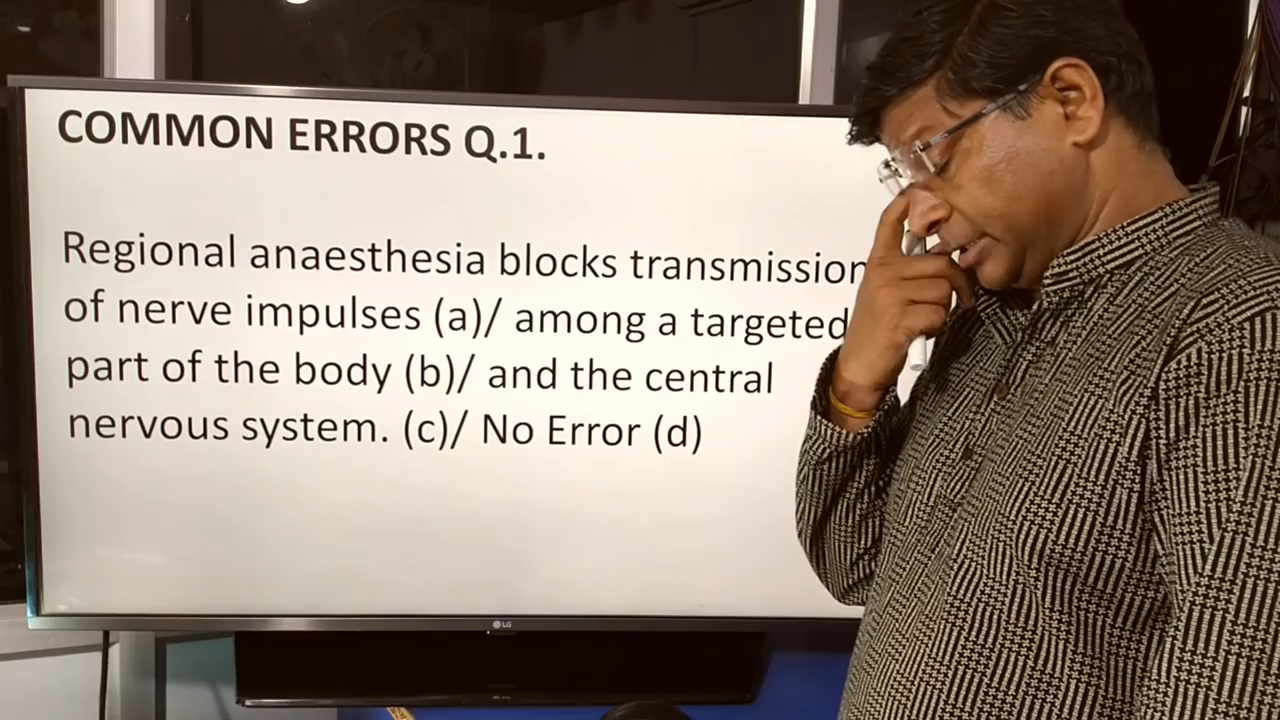 COMMON ERRORS Q.1.
Regional anaesthesia blocks transmission
of nerve impulses (a)/ among a targeted
part of the body (b)/ and the central
nervous system. (c)/ No Error (d)
LG